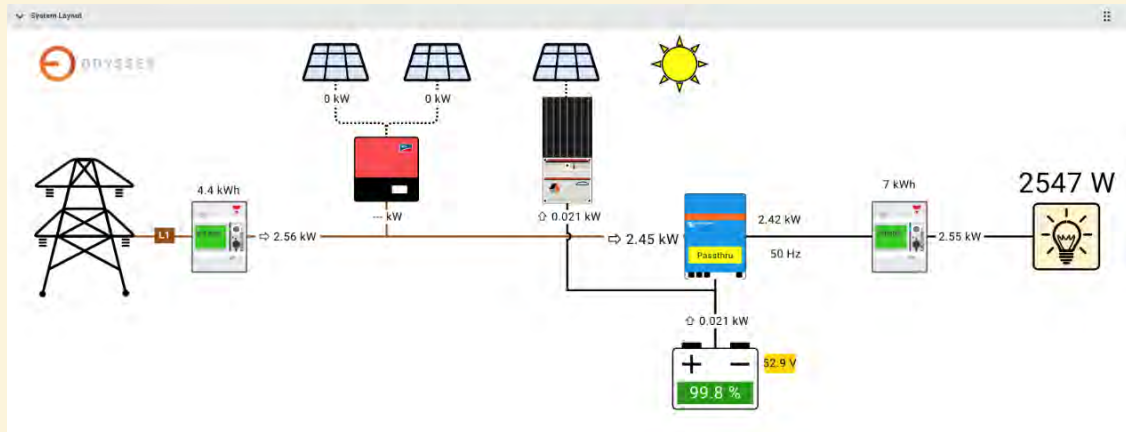 System Layout
ODYSSEE
0 kW
0 kW
4.4 kWh
7 kWh
2547 W
--- kW
⇧ 0.021 kW
L1
⇨ 2.56 kW
⇨ 2.45 kW
2.42 kW
2.55 kW
Passthru
50 Hz
⇧ 0.021 kW
+ −
52.9 V
99.8 %